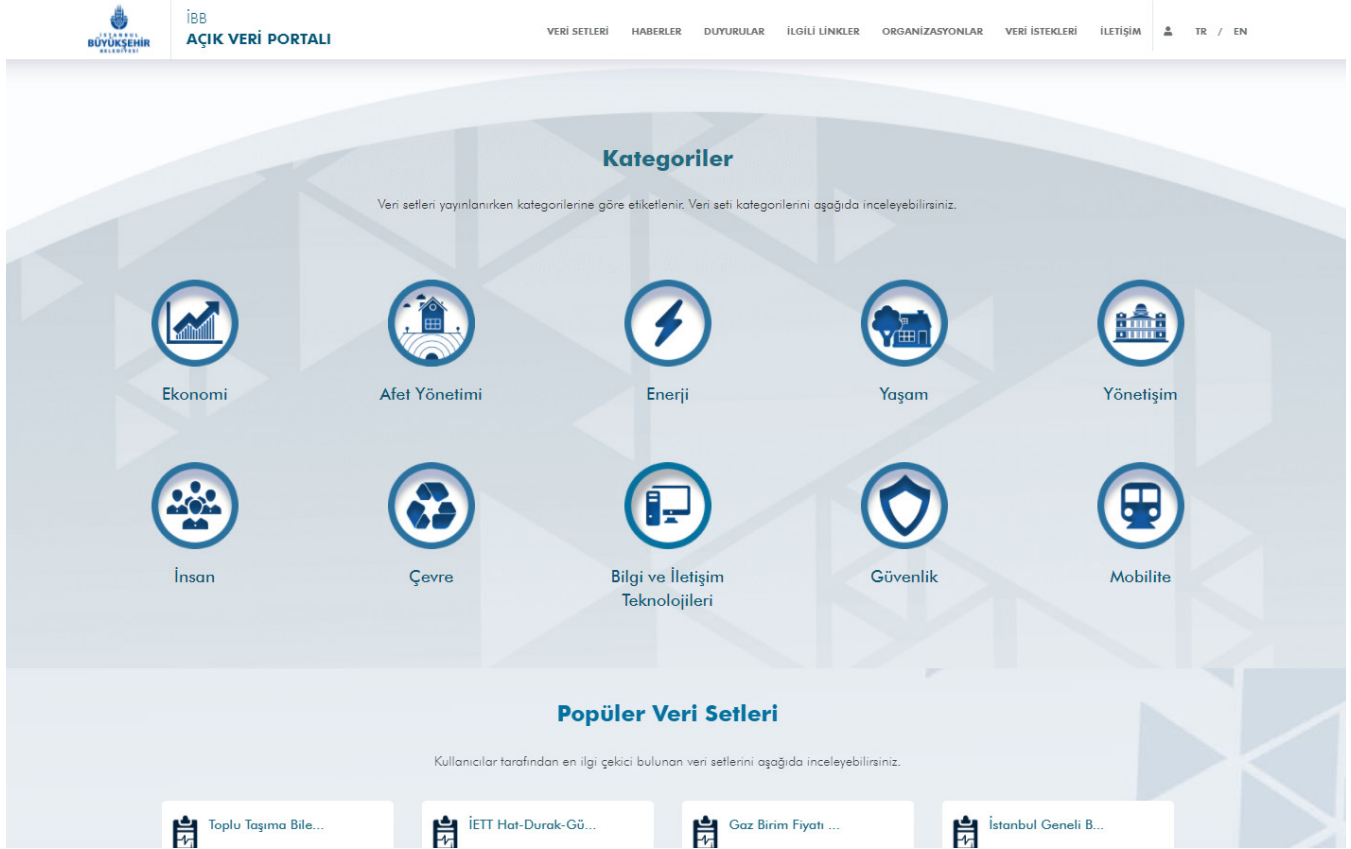 İSTANBUL
BÜYÜKŞEHİR
BELEDİYESİ
İBB
AÇIK VERİ PORTALI
VERİ SETLERİ HABERLER DUYURULAR İLGİLİ LİNKLER ORGANİZASYONLAR VERİ İSTEKLERİ İLETİŞİM TR / EN
Kategoriler
Veri setleri yayınlanırken kategorilerine göre etiketlenir. Veri seti kategorilerini aşağıda inceleyebilirsiniz.
Ekonomi Afet Yönetimi Enerji Yaşam Yönetişim
İnsan Çevre Bilgi ve İletişim Güvenlik Mobilite
Teknolojileri
Popüler Veri Setleri
Kullanıcılar tarafından en ilgi çekici bulunan veri setlerini aşağıda inceleyebilirsiniz.
Toplu Taşıma Bile... İETT Hat-Durak-Gü... Gaz Birim Fiyatı ... İstanbul Geneli B...